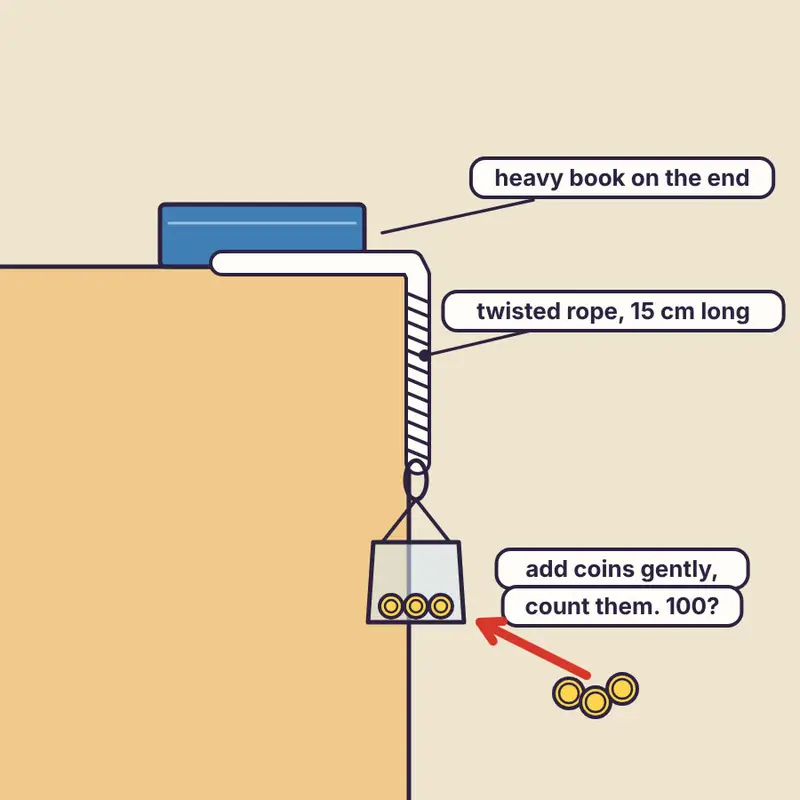 heavy book on the end
twisted rope, 15 cm long
add coins gently,
count them. 100?